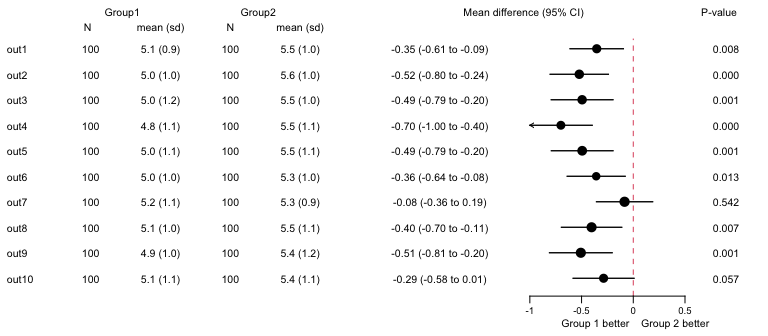 Group1 Group2 Mean difference (95% CI) P-value
N mean (sd) N mean (sd)
out1 100 5.1 (0.9) 100 5.5 (1.0) -0.35 (-0.61 to -0.09) 0.008
out2 100 5.0 (1.0) 100 5.6 (1.0) -0.52 (-0.80 to -0.24) 0.000
out3 100 5.0 (1.2) 100 5.5 (1.0) -0.49 (-0.79 to -0.20) 0.001
out4 100 4.8 (1.1) 100 5.5 (1.1) -0.70 (-1.00 to -0.40) 0.000
out5 100 5.0 (1.1) 100 5.5 (1.1) -0.49 (-0.79 to -0.20) 0.001
out6 100 5.0 (1.0) 100 5.3 (1.0) -0.36 (-0.64 to -0.08) 0.013
out7 100 5.2 (1.1) 100 5.3 (0.9) -0.08 (-0.36 to 0.19) 0.542
out8 100 5.1 (1.0) 100 5.5 (1.1) -0.40 (-0.70 to -0.11) 0.007
out9 100 4.9 (1.0) 100 5.4 (1.2) -0.51 (-0.81 to -0.20) 0.001
out10 100 5.1 (1.1) 100 5.4 (1.1) -0.29 (-0.58 to 0.01) 0.057
-1 -0.5 0 0.5
Group 1 better Group 2 better